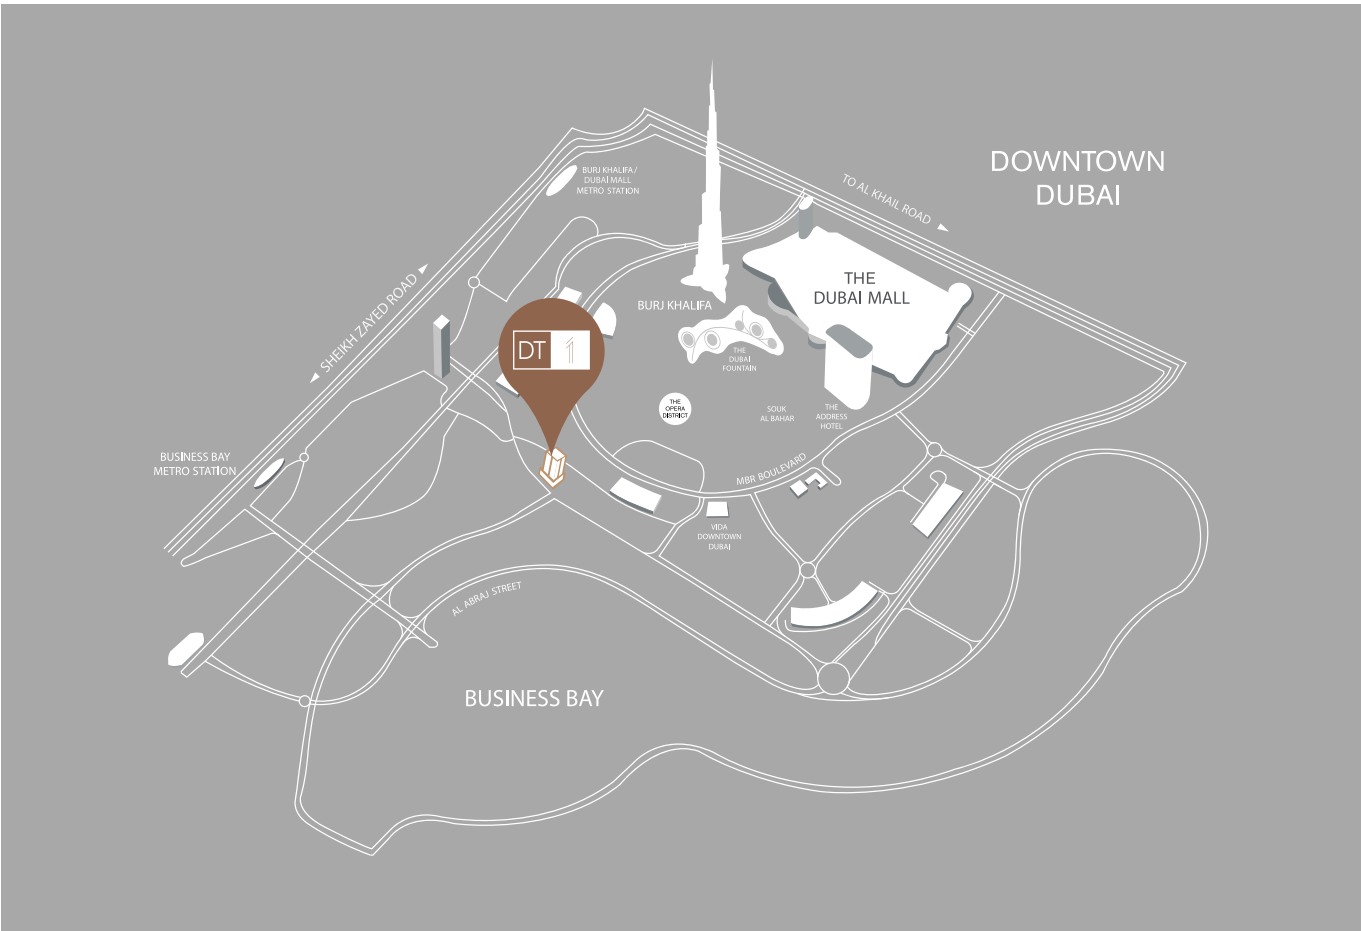 DOWNTOWN
DUBAI
BURJ KHALIFA /
DUBAI MALL
METRO STATION
TO AL KHAIL ROAD
SHEIKH ZAYED ROAD
THE
DUBAI MALL
BURJ KHALIFA
DT 1
THE
DUBAI
FOUNTAIN
THE
OPERA
DISTRICT
SOUK
AL BAHAR
THE
ADDRESS
HOTEL
BUSINESS BAY
METRO STATION
MBR BOULEVARD
VIDA
DOWNTOWN
DUBAI
AL ABRAJ STREET
BUSINESS BAY